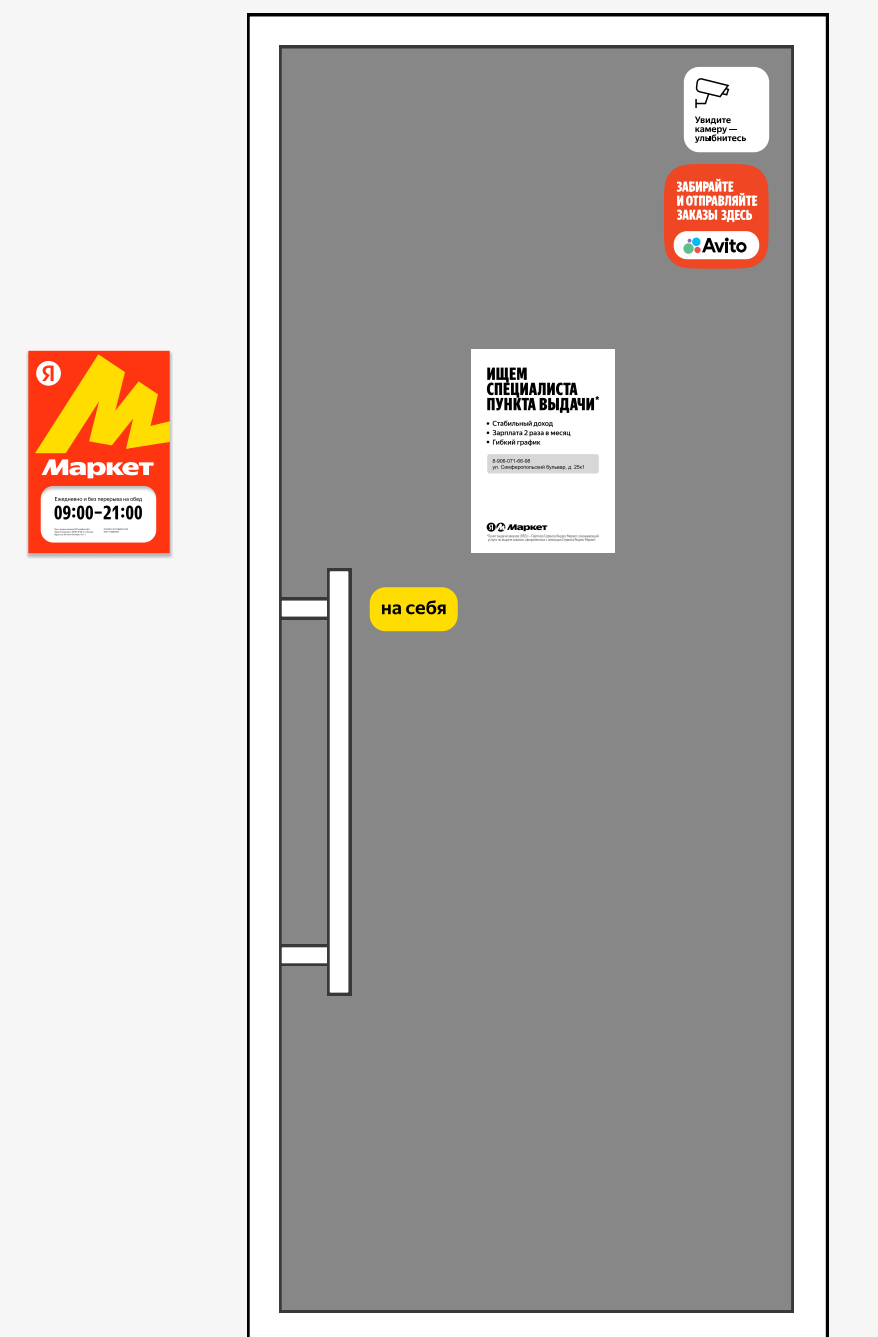 Увидите
камеру —
улыбнитесь
ЗАБИРАЙТЕ
И ОТПРАВЛЯЙТЕ
ЗАКАЗЫ ЗДЕСЬ
Avito
Я
Маркет
Ежедневно и без перерыва на обед
09:00–21:00
ИЩЕМ
СПЕЦИАЛИСТА
ПУНКТА ВЫДАЧИ*
• Стабильный доход
• Зарплата 2 раза в месяц
• Гибкий график
8-906-071-66-98
ул. Симферопольский бульвар, д. 25к1
Я Маркет
на себя